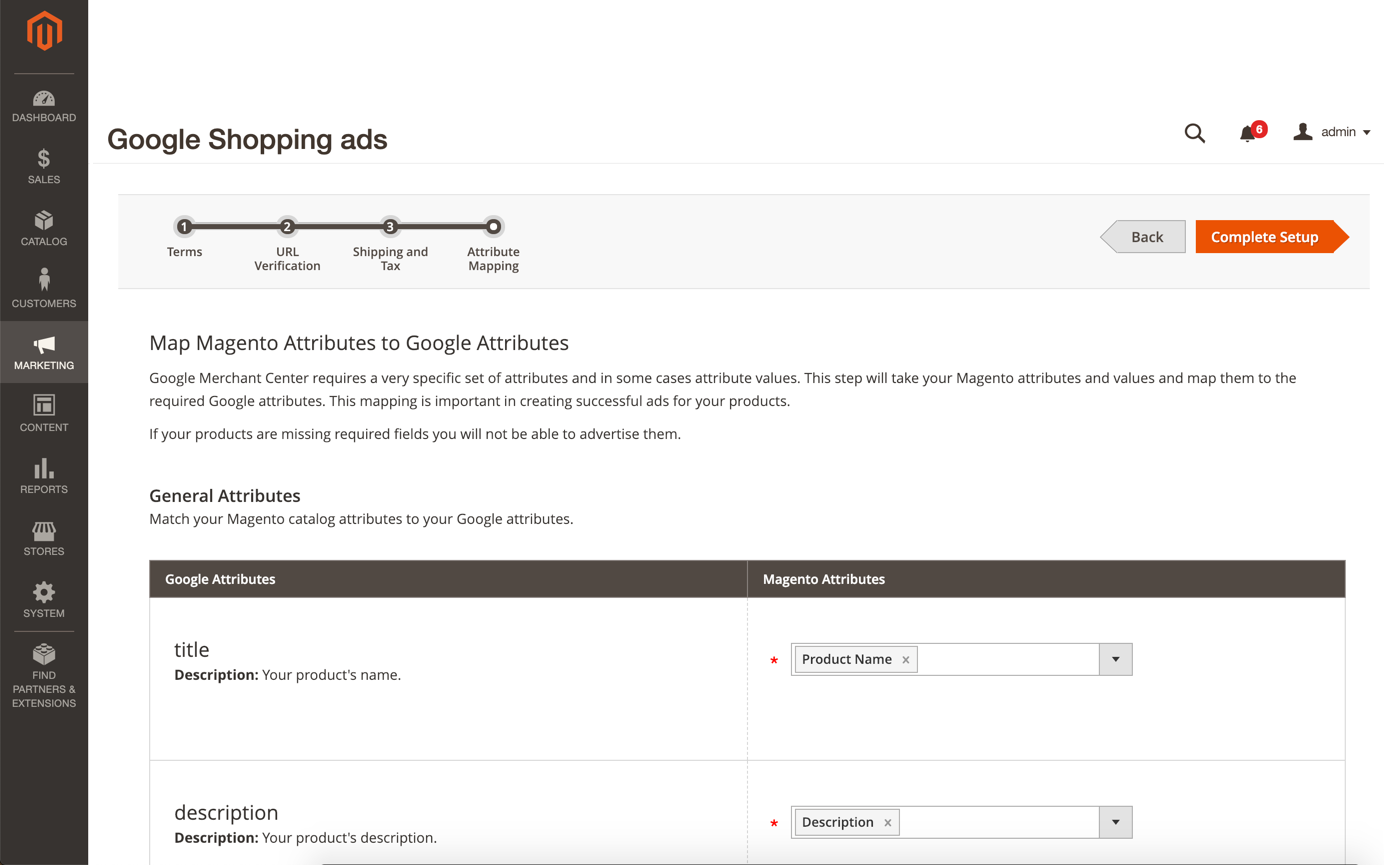 DASHBOARD
SALES
CATALOG
CUSTOMERS
MARKETING
CONTENT
REPORTS
STORES
SYSTEM
FIND
PARTNERS &
EXTENSIONS
Google Shopping ads
6
admin
1
2
3
Terms
URL
Verification
Shipping and
Tax
Attribute
Mapping
Back
Complete Setup
Map Magento Attributes to Google Attributes
Google Merchant Center requires a very specific set of attributes and in some cases attribute values. This step will take your Magento attributes and values and map them to the
required Google attributes. This mapping is important in creating successful ads for your products.
If your products are missing required fields you will not be able to advertise them.
General Attributes
Match your Magento catalog attributes to your Google attributes.
Google Attributes
Magento Attributes
title
Description: Your product's name.
* Product Name ×
description
Description: Your product's description.
* Description ×